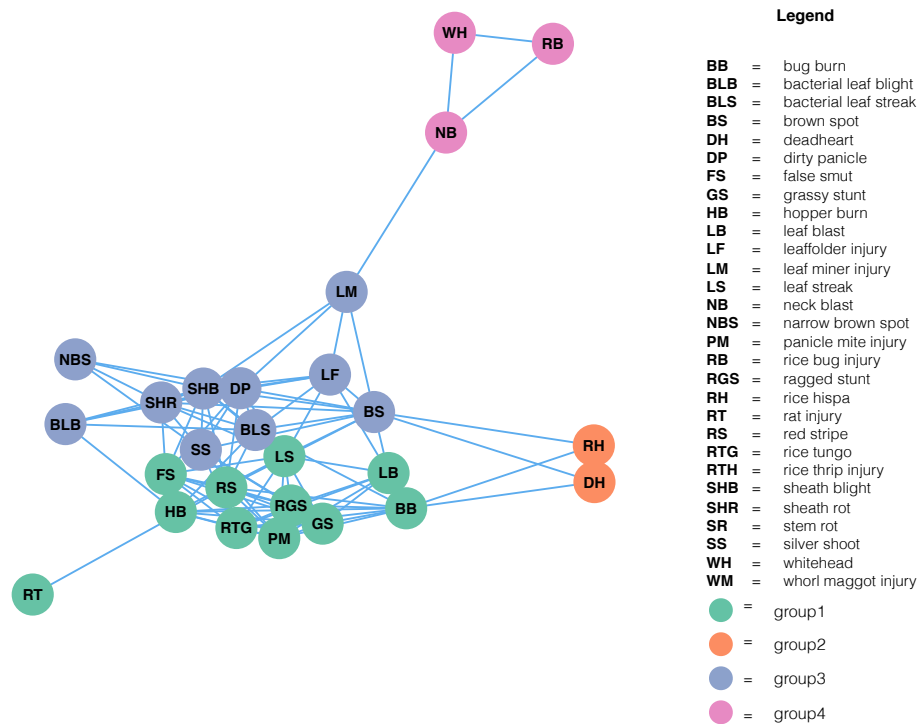 WH
RB
NB
LM
NBS
SHB
DP
LF
SHR
BS
BLB
BLS
SS
LS
RH
FS
LB
DH
RS
HB
RGS
BB
RTG
GS
PM
RT
Legend
BB = bug burn
BLB = bacterial leaf blight
BLS = bacterial leaf streak
BS = brown spot
DH = deadheart
DP = dirty panicle
FS = false smut
GS = grassy stunt
HB = hopper burn
LB = leaf blast
LF = leaffolder injury
LM = leaf miner injury
LS = leaf streak
NB = neck blast
NBS = narrow brown spot
PM = panicle mite injury
RB = rice bug injury
RGS = ragged stunt
RH = rice hispa
RT = rat injury
RS = red stripe
RTG = rice tungo
RTH = rice thrip injury
SHB = sheath blight
SHR = sheath rot
SR = stem rot
SS = silver shoot
WH = whitehead
WM = whorl maggot injury
= group1
= group2
= group3
= group4